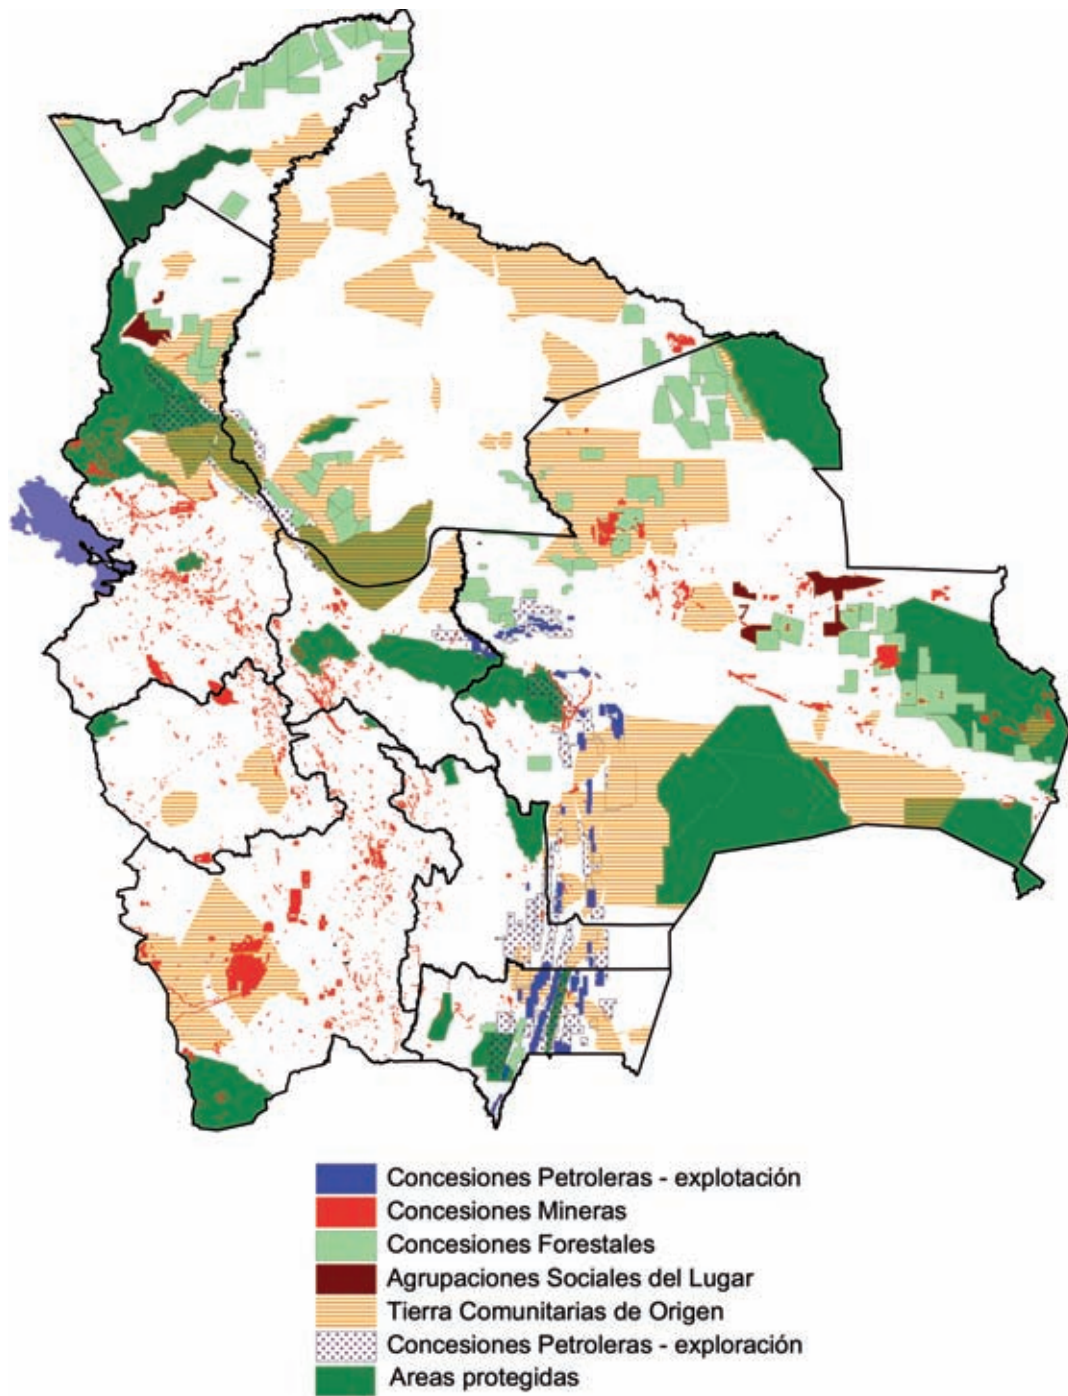 Concesiones Petroleras - explotación
Concesiones Mineras
Concesiones Forestales
Agrupaciones Sociales del Lugar
Tierra Comunitarias de Origen
Concesiones Petroleras - exploración
Areas protegidas